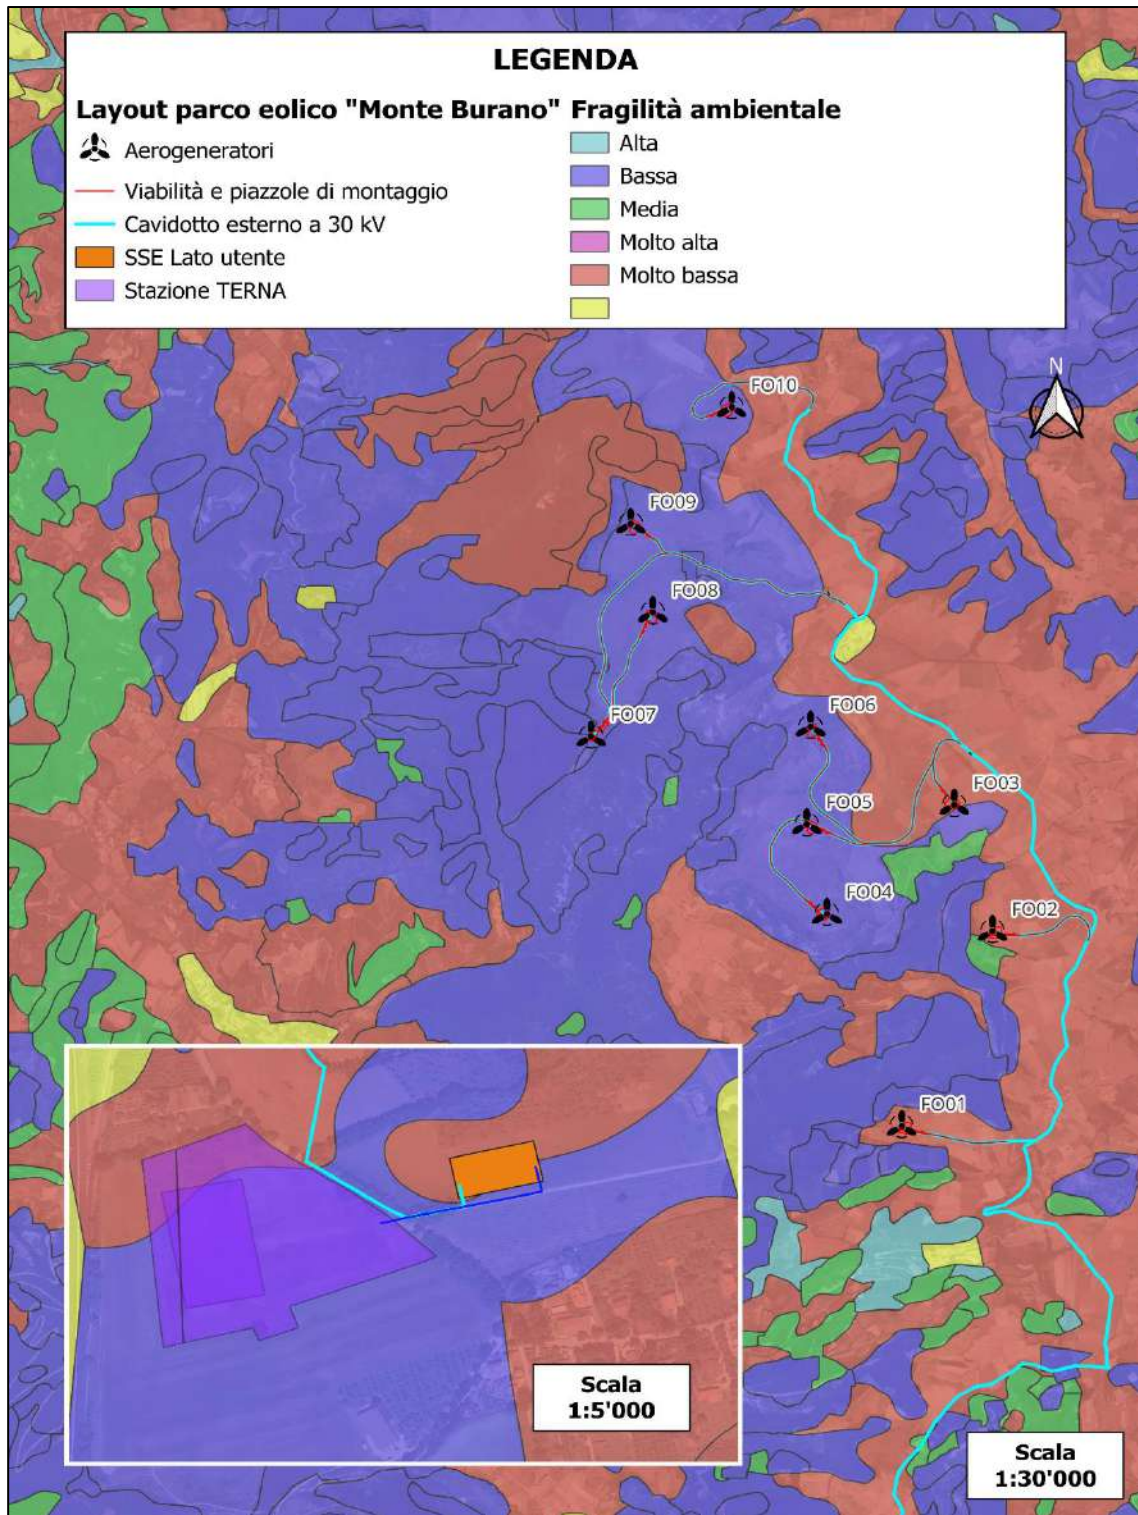 LEGENDA
Layout parco eolico "Monte Burano"
Aerogeneratori
Viabilità e piazzole di montaggio
Cavidotto esterno a 30 kV
SSE Lato utente
Stazione TERNA
Fragilità ambientale
Alta
Bassa
Media
Molto alta
Molto bassa
N
FO10
FO09
FO08
FO07
FO06
FO03
FO05
FO04
FO02
FO01
Scala
1:5'000
Scala
1:30'000